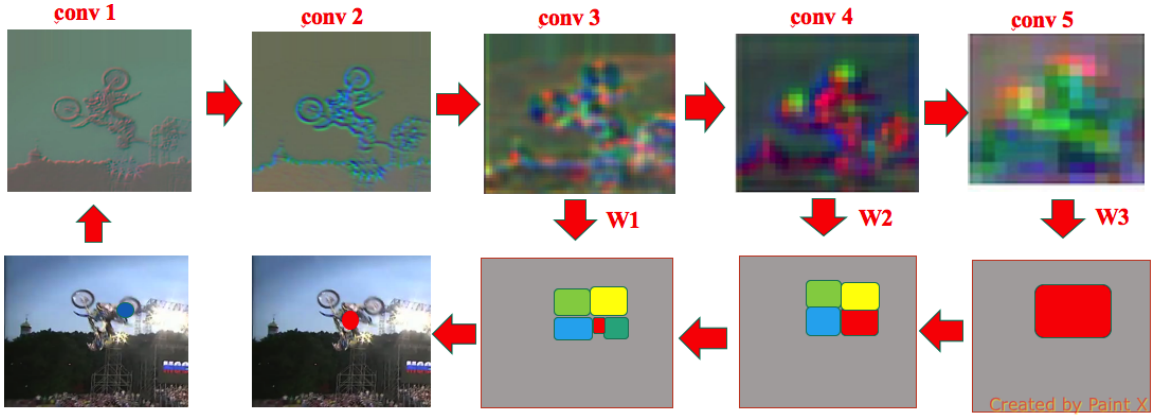 conv 1
conv 2
conv 3
conv 4
conv 5
W1
W2
W3
Created by Paint X